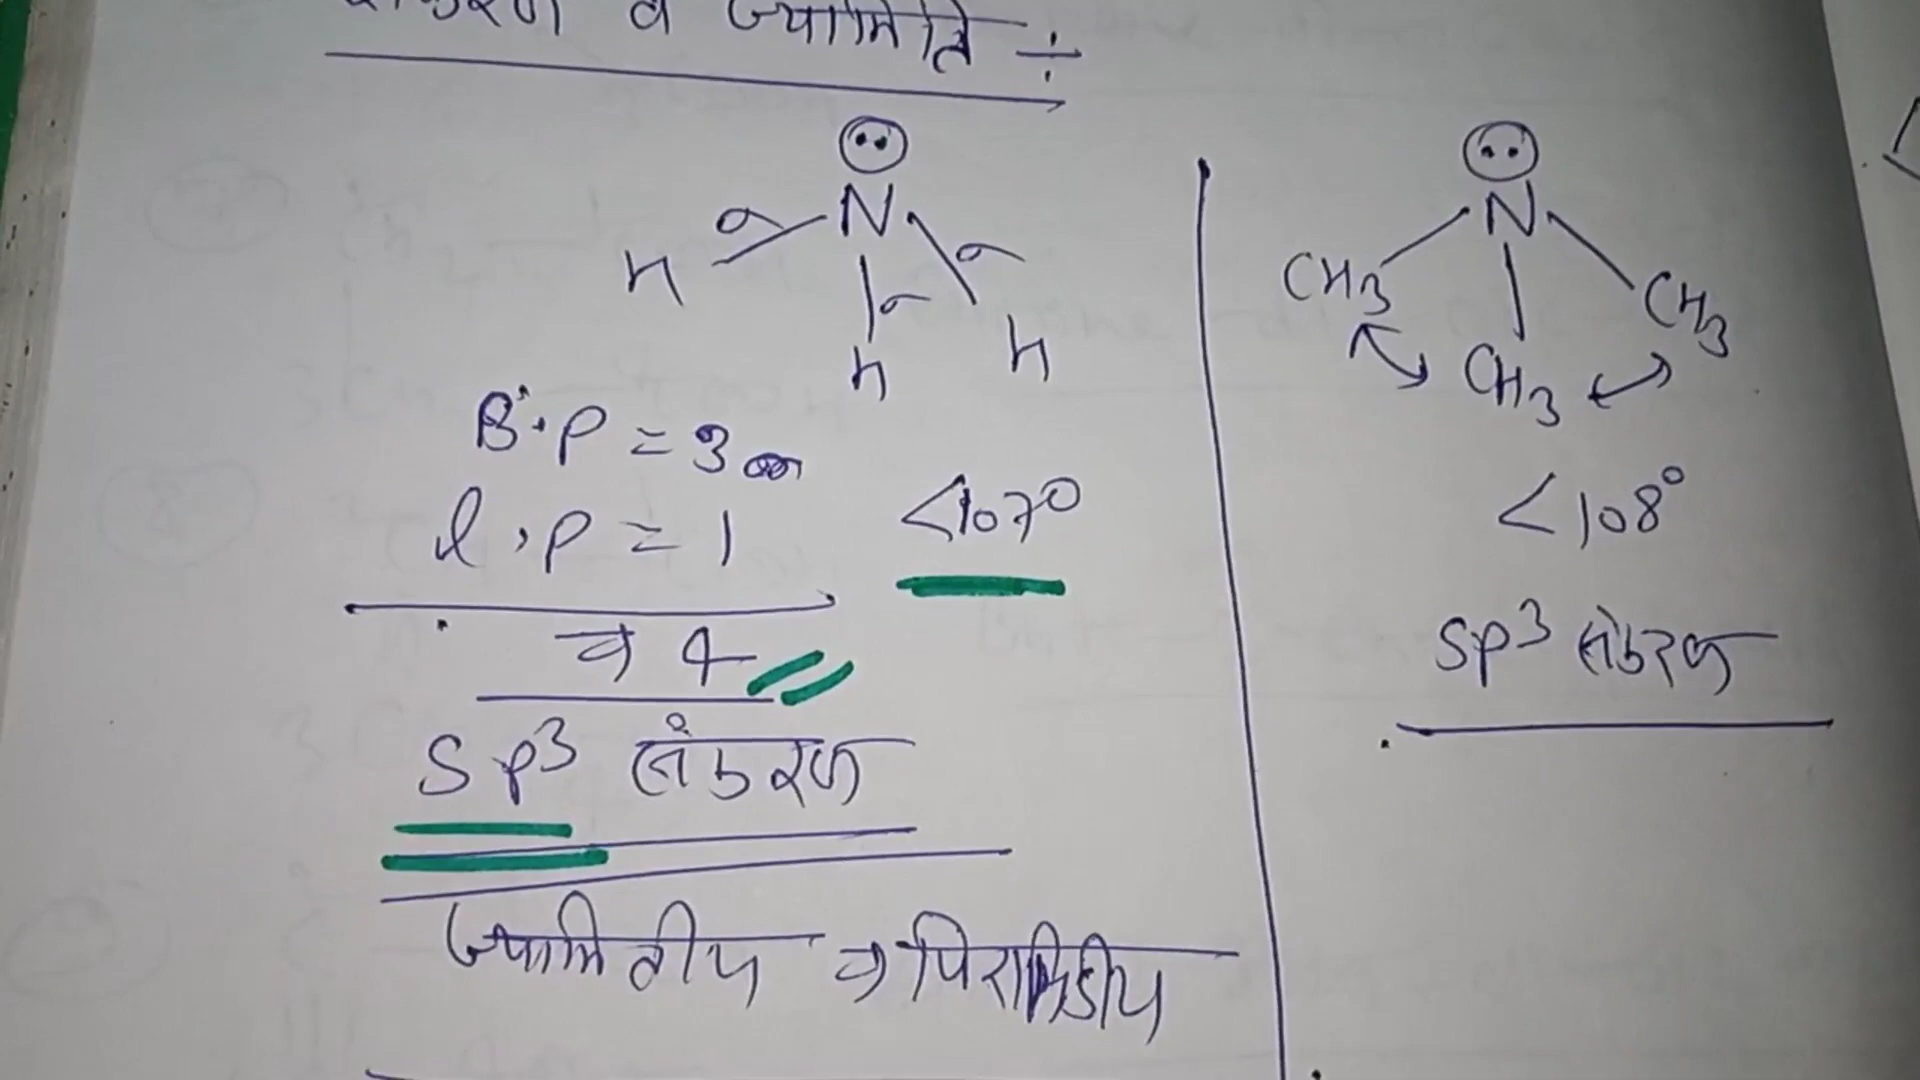 व ज्यामिति ÷
N
H
H
H
σ
σ
σ
B.P = 3
l.p = 1
<107°
4
sp3 संकरण
ज्यामितीय → पिरामिडीय
N
CH3
CH3
CH3
<108°
sp3 संकरण